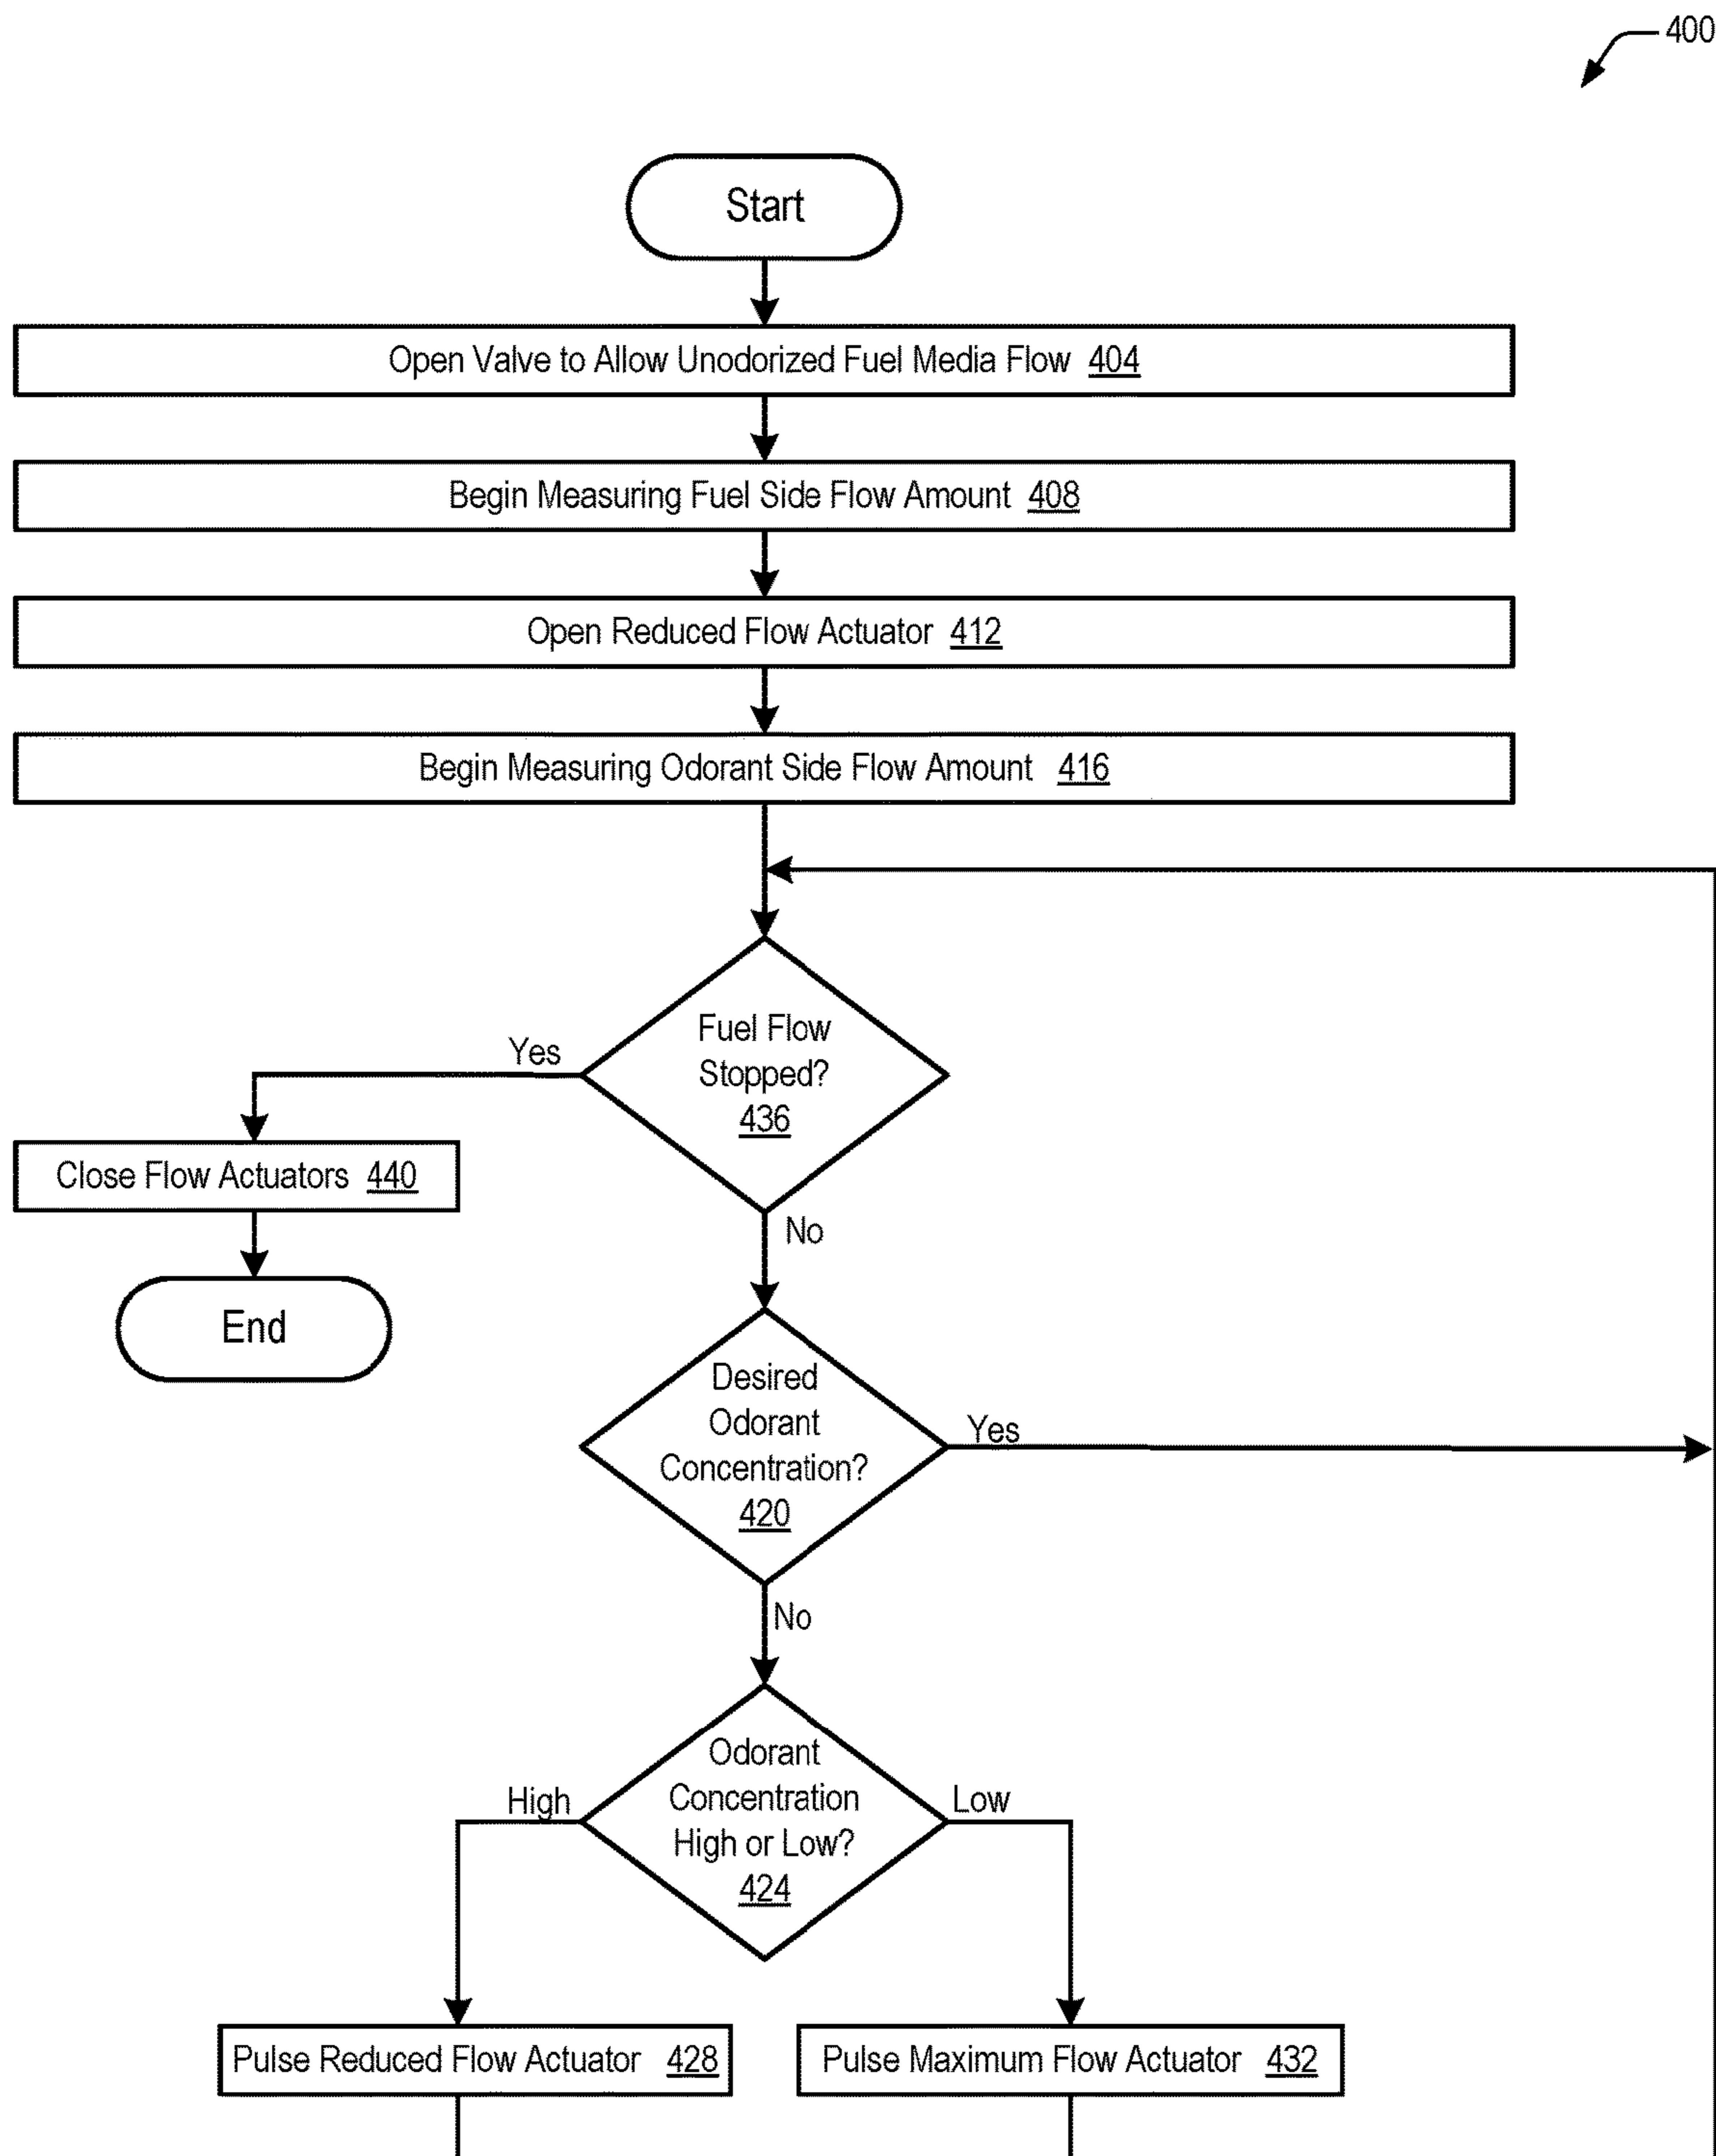 400
Start
Open Valve to Allow Unodorized Fuel Media Flow 404
Begin Measuring Fuel Side Flow Amount 408
Open Reduced Flow Actuator 412
Begin Measuring Odorant Side Flow Amount 416
Fuel Flow
Stopped?
436
Yes
No
Close Flow Actuators 440
End
Desired
Odorant
Concentration?
420
Yes
No
Odorant
Concentration
High or Low?
424
High
Low
Pulse Reduced Flow Actuator 428
Pulse Maximum Flow Actuator 432